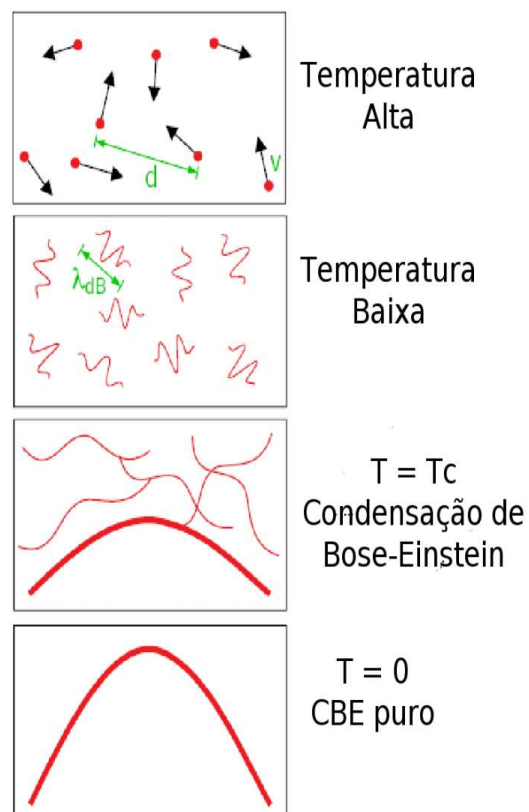 Temperatura
Alta
d
v
Temperatura
Baixa
λdB
T = Tc
Condensação de
Bose-Einstein
T = 0
CBE puro